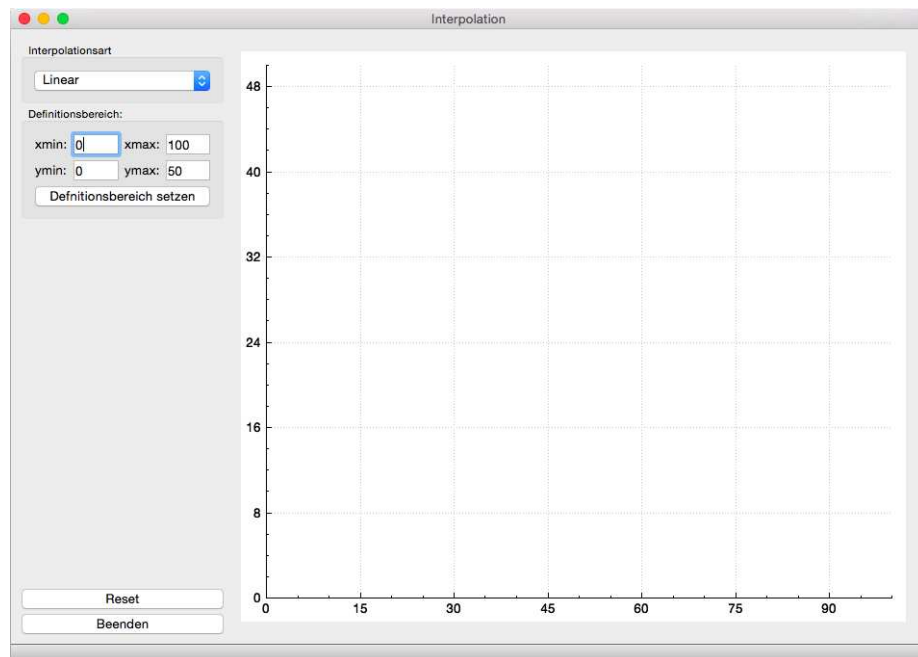 Interpolation
Interpolationsart
Linear
Definitionsbereich:
xmin: 0 xmax: 100
ymin: 0 ymax: 50
Defnitionsbereich setzen
Reset
Beenden
48
40
32
24
16
8
0
0 15 30 45 60 75 90